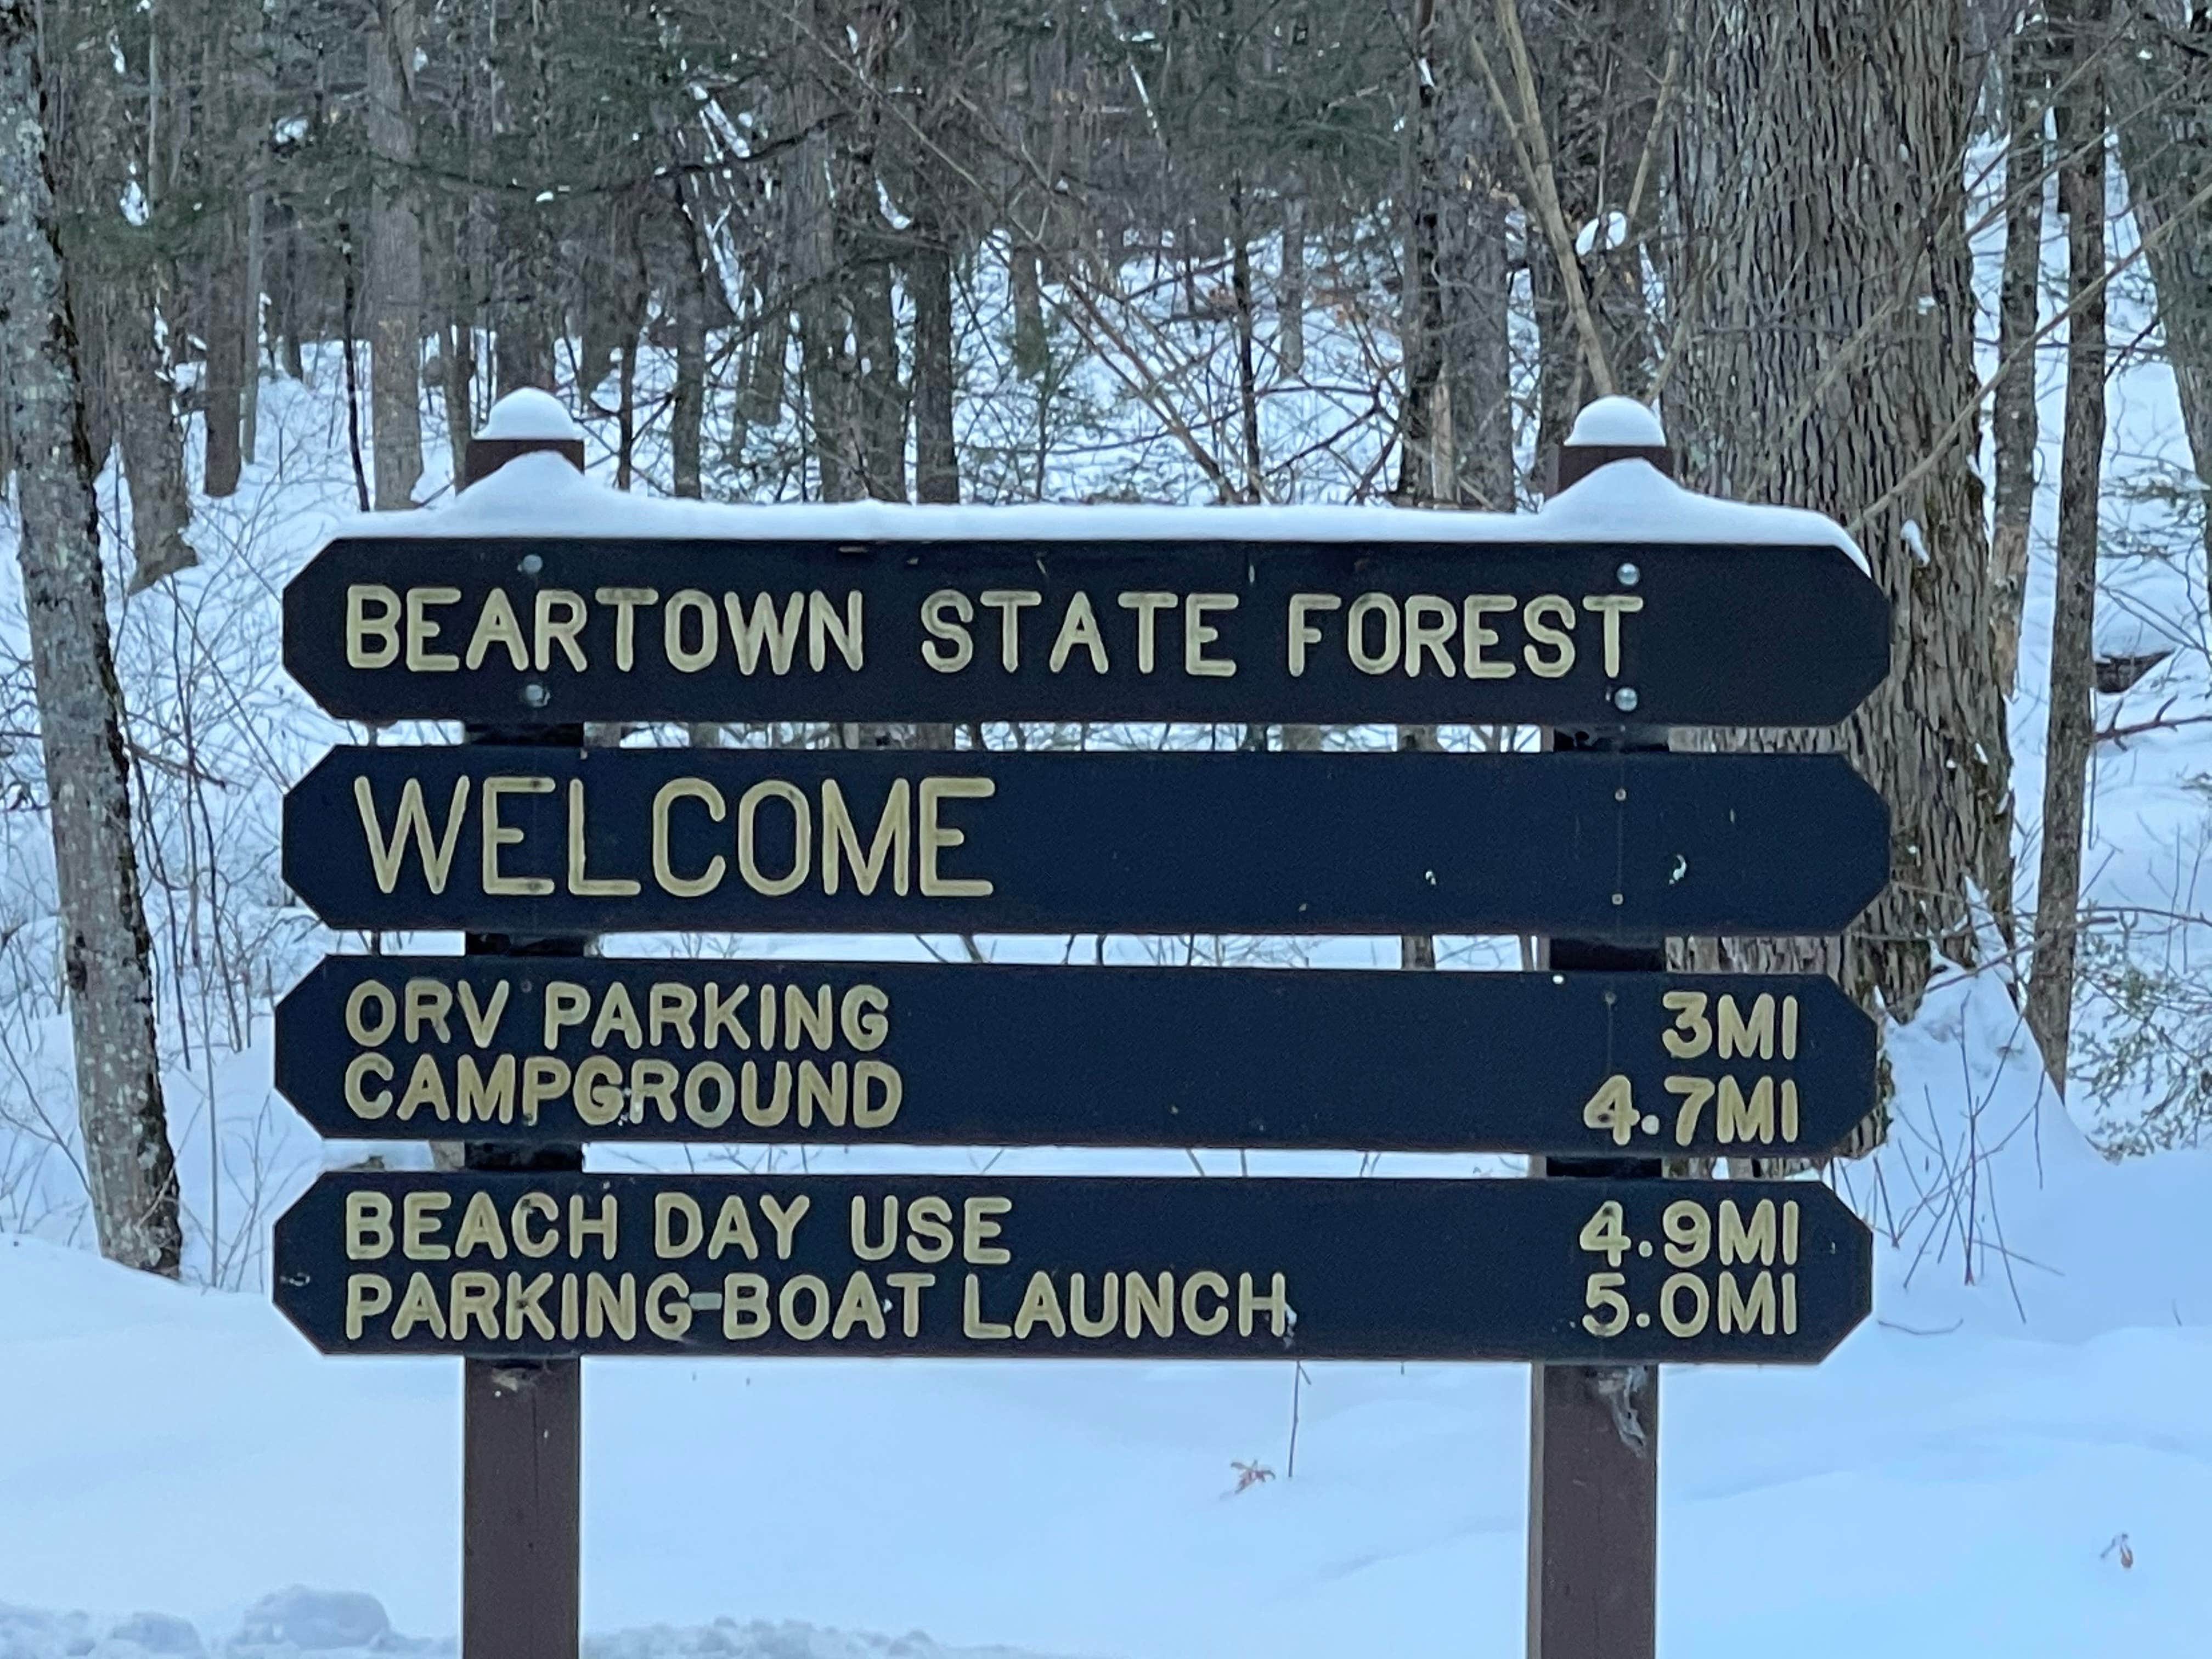 BEARTOWN STATE FOREST
WELCOME
ORV PARKING 3MI
CAMPGROUND 4.7MI
BEACH DAY USE 4.9MI
PARKING-BOAT LAUNCH 5.0MI